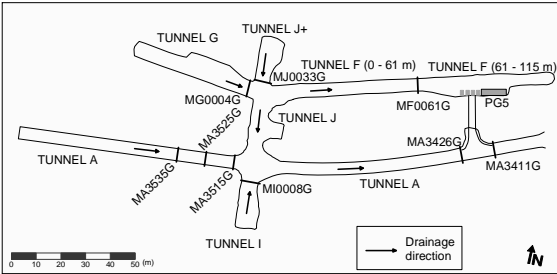 TUNNEL J+
TUNNEL G
TUNNEL F (0 - 61 m)
TUNNEL F (61 - 115 m)
MJ0033G
MG0004G
MF0061G
PG5
MA3525G
TUNNEL J
MA3426G
MA3411G
TUNNEL A
MA3535G
MA3515G
MI0008G
TUNNEL A
TUNNEL I
0 10 20 30 40 50 (m)
Drainage
direction
N